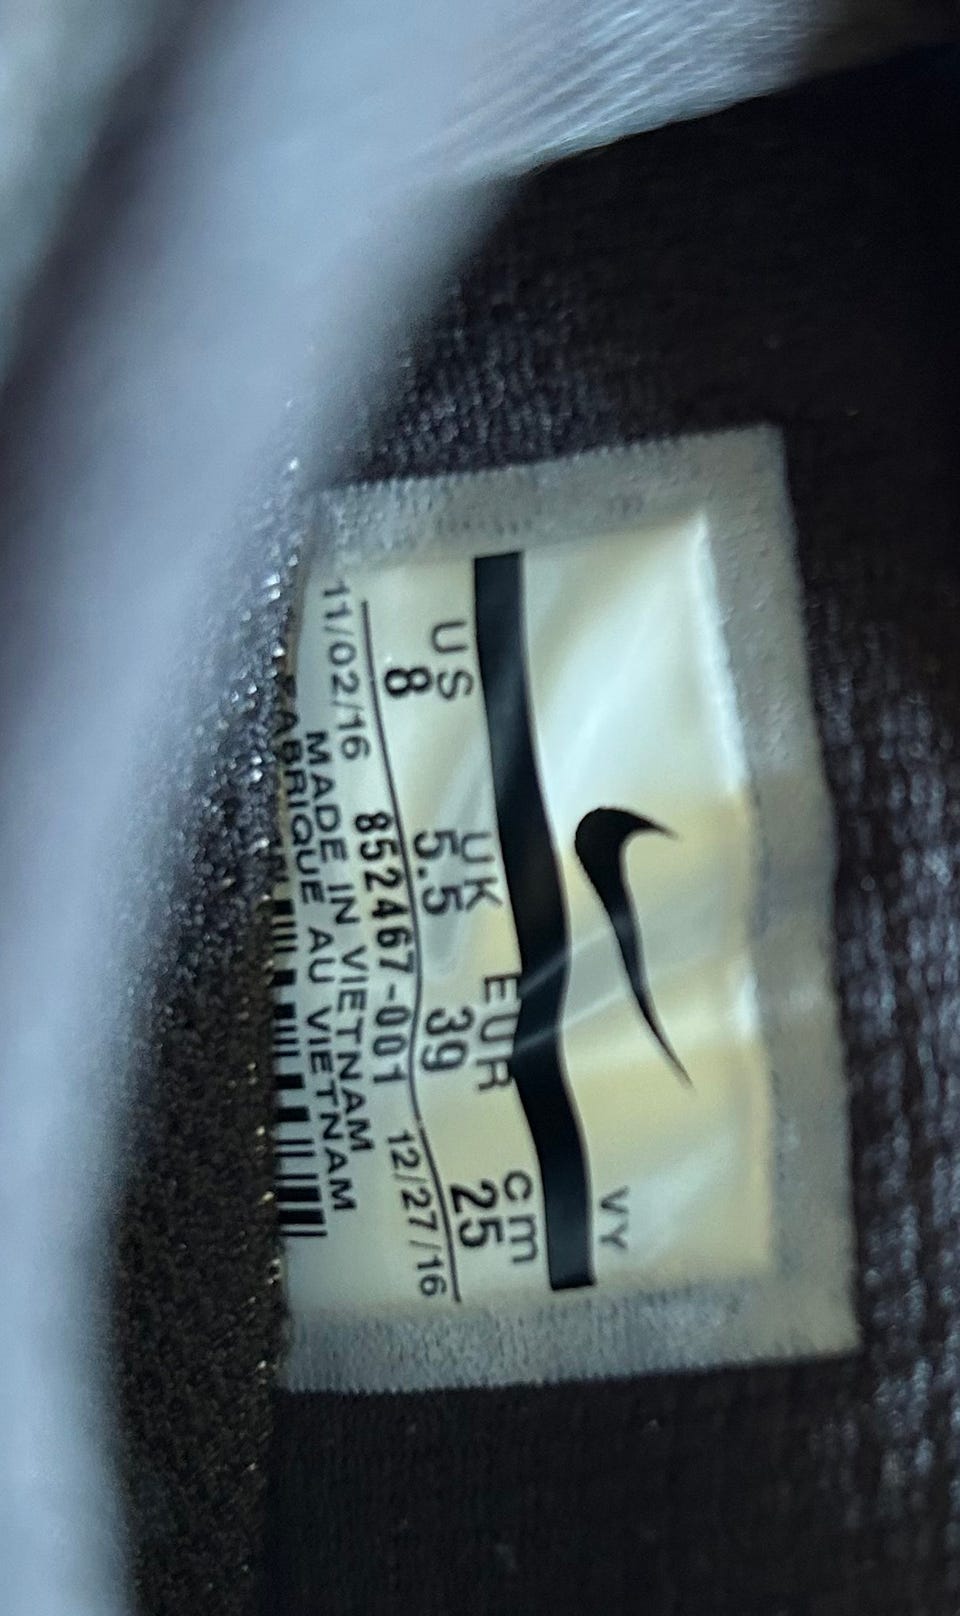 VY
US UK EUR cm
8 5.5 39 25
11/02/16 852467-001 12/27/16
MADE IN VIETNAM
FABRIQUE AU VIETNAM